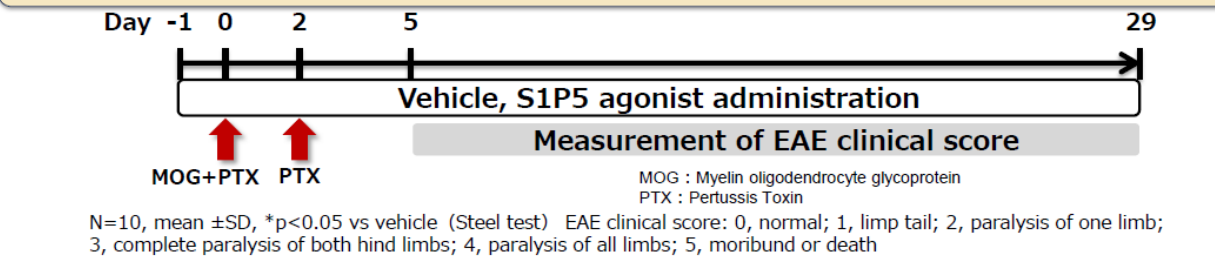 Day -1 0 2 5 29
Vehicle, S1P5 agonist administration
Measurement of EAE clinical score
MOG+PTX PTX
MOG : Myelin oligodendrocyte glycoprotein
PTX : Pertussis Toxin
N=10, mean ±SD, *p<0.05 vs vehicle (Steel test) EAE clinical score: 0, normal; 1, limp tail; 2, paralysis of one limb;
3, complete paralysis of both hind limbs; 4, paralysis of all limbs; 5, moribund or death